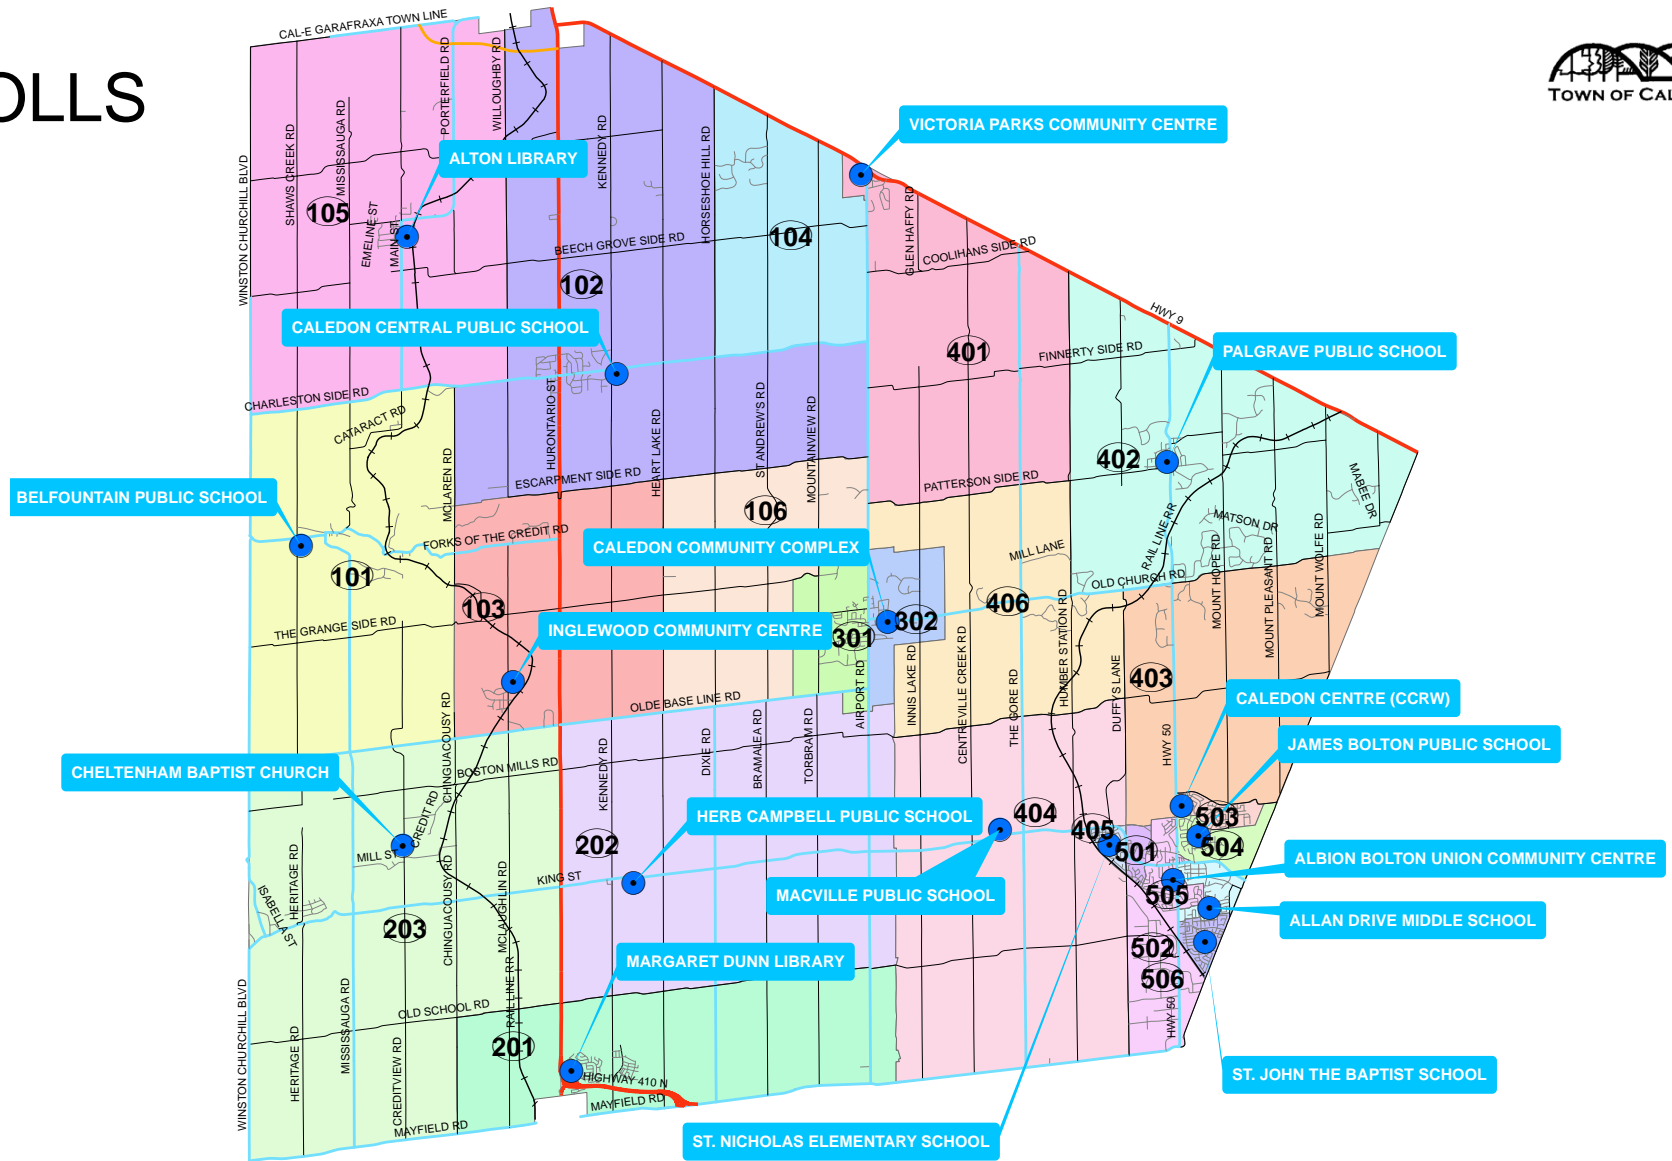 OLLS
TOWN OF CAL
CAL-E GARAFRAXA TOWN LINE
WINSTON CHURCHILL BLVD
SHAWS CREEK RD
MISSISSAUGA RD
PORTERFIELD RD
WILLOUGHBY RD
KENNEDY RD
HORSESHOE HILL RD
VICTORIA PARKS COMMUNITY CENTRE
ALTON LIBRARY
105
EMELINE ST
MAIN ST
BEECH GROVE SIDE RD
104
GLEN HAFFY RD
COOLIHANS SIDE RD
102
HWY 9
CALEDON CENTRAL PUBLIC SCHOOL
401
FINNERTY SIDE RD
PALGRAVE PUBLIC SCHOOL
CHARLESTON SIDE RD
CATARACT RD
HURONTARIO ST
HEART LAKE RD
ST ANDREW'S RD
MOUNTAINVIEW RD
MCLAREN RD
402
ESCARPMENT SIDE RD
PATTERSON SIDE RD
MABEE DR
BELFOUNTAIN PUBLIC SCHOOL
106
MATSON DR
RAIL LINE RR
FORKS OF THE CREDIT RD
CALEDON COMMUNITY COMPLEX
MILL LANE
OLD CHURCH RD
MOUNT HOPE RD
MOUNT PLEASANT RD
MOUNT WOLFE RD
101
103
406
302
301
THE GRANGE SIDE RD
INGLEWOOD COMMUNITY CENTRE
AIRPORT RD
INNIS LAKE RD
CENTREVILLE CREEK RD
THE GORE RD
HUMBER STATION RD
DUFFY'S LANE
403
CALEDON CENTRE (CCRW)
OLDE BASE LINE RD
CHINGUACOUSY RD
DIXIE RD
BRAMALEA RD
TORBRAM RD
HWY 50
JAMES BOLTON PUBLIC SCHOOL
CHELTENHAM BAPTIST CHURCH
BOSTON MILLS RD
KENNEDY RD
CREDIT RD
HERB CAMPBELL PUBLIC SCHOOL
404
405
503
504
501
202
MILL ST
ALBION BOLTON UNION COMMUNITY CENTRE
HERITAGE RD
CHINGUACOUSY RD
MCLAUGHLIN RD
KING ST
MACVILLE PUBLIC SCHOOL
505
ISABELLA ST
203
ALLAN DRIVE MIDDLE SCHOOL
502
506
MARGARET DUNN LIBRARY
RAIL LINE RR
OLD SCHOOL RD
WINSTON CHURCHILL BLVD
HERITAGE RD
MISSISSAUGA RD
CREDITVIEW RD
201
HWY 50
HIGHWAY 410 N
ST. JOHN THE BAPTIST SCHOOL
MAYFIELD RD
MAYFIELD RD
ST. NICHOLAS ELEMENTARY SCHOOL